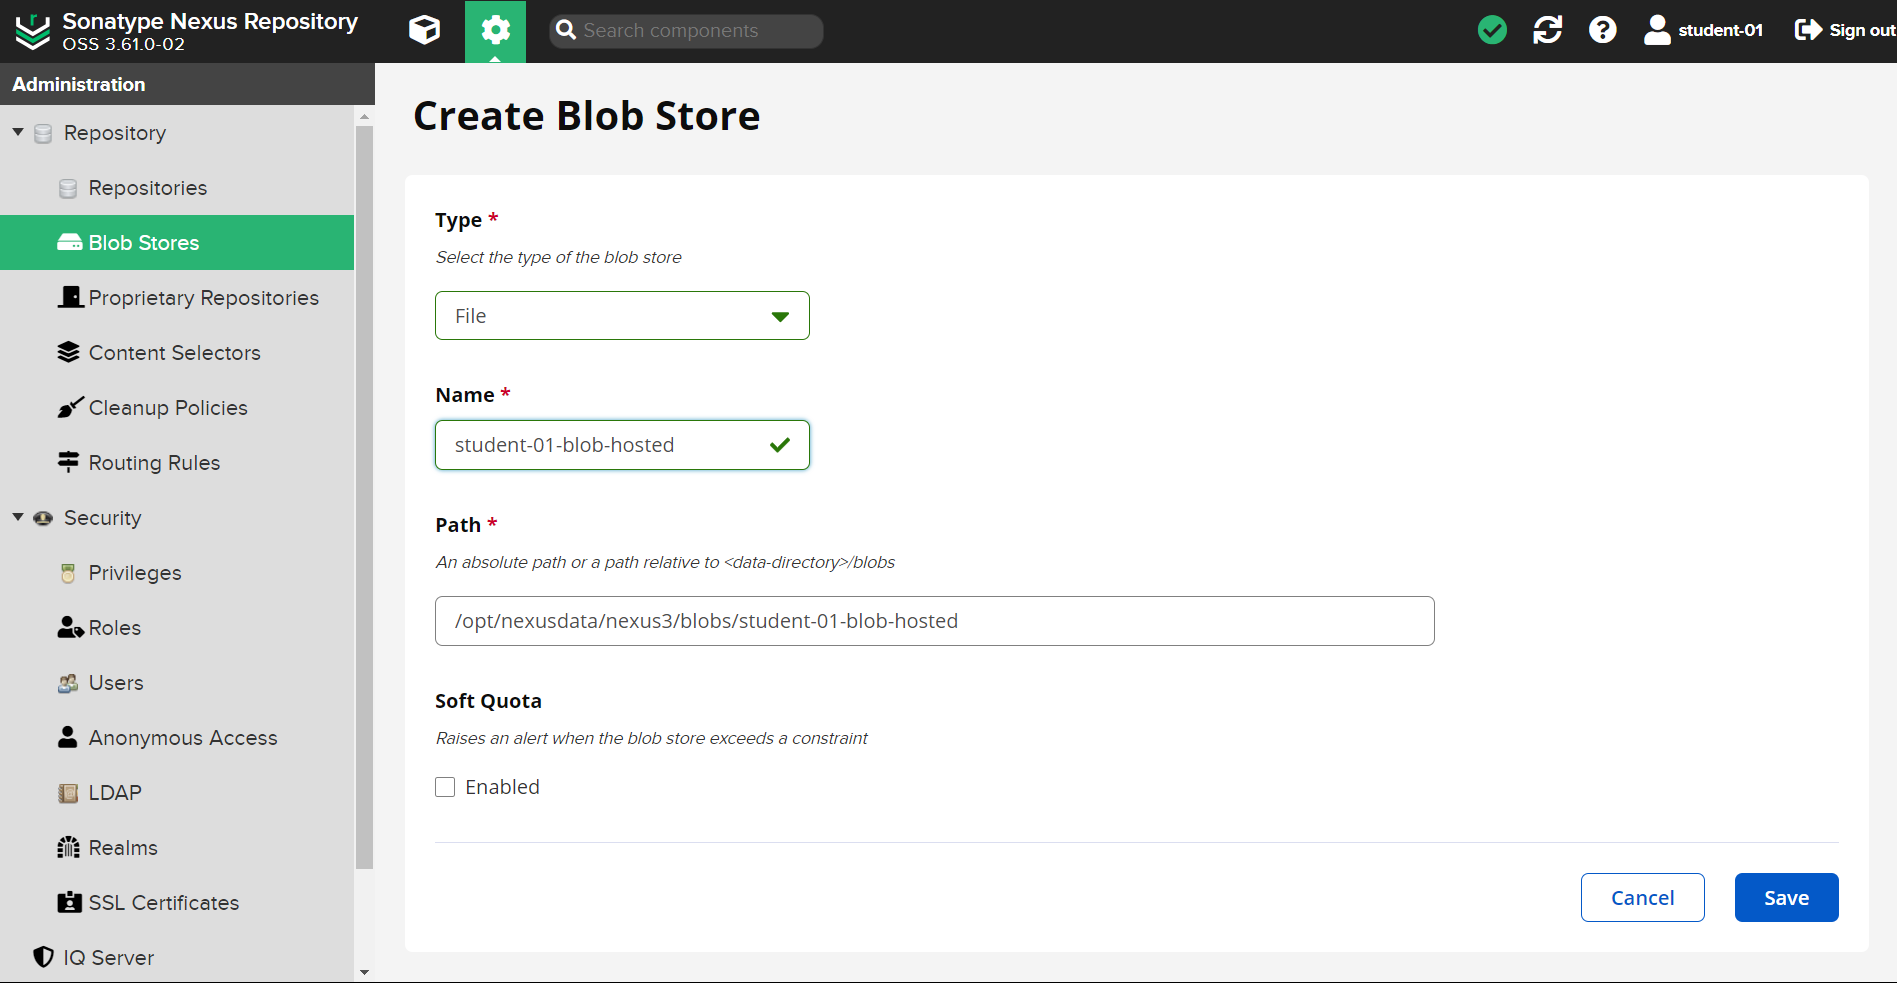 Sonatype Nexus Repository
OSS 3.61.0-02
Search components
student-01
Sign out
Administration
Repository
Repositories
Blob Stores
Proprietary Repositories
Content Selectors
Cleanup Policies
Routing Rules
Security
Privileges
Roles
Users
Anonymous Access
LDAP
Realms
SSL Certificates
IQ Server
Create Blob Store
Type *
Select the type of the blob store
File
Name *
student-01-blob-hosted
Path *
An absolute path or a path relative to <data-directory>/blobs
/opt/nexusdata/nexus3/blobs/student-01-blob-hosted
Soft Quota
Raises an alert when the blob store exceeds a constraint
Enabled
Cancel
Save